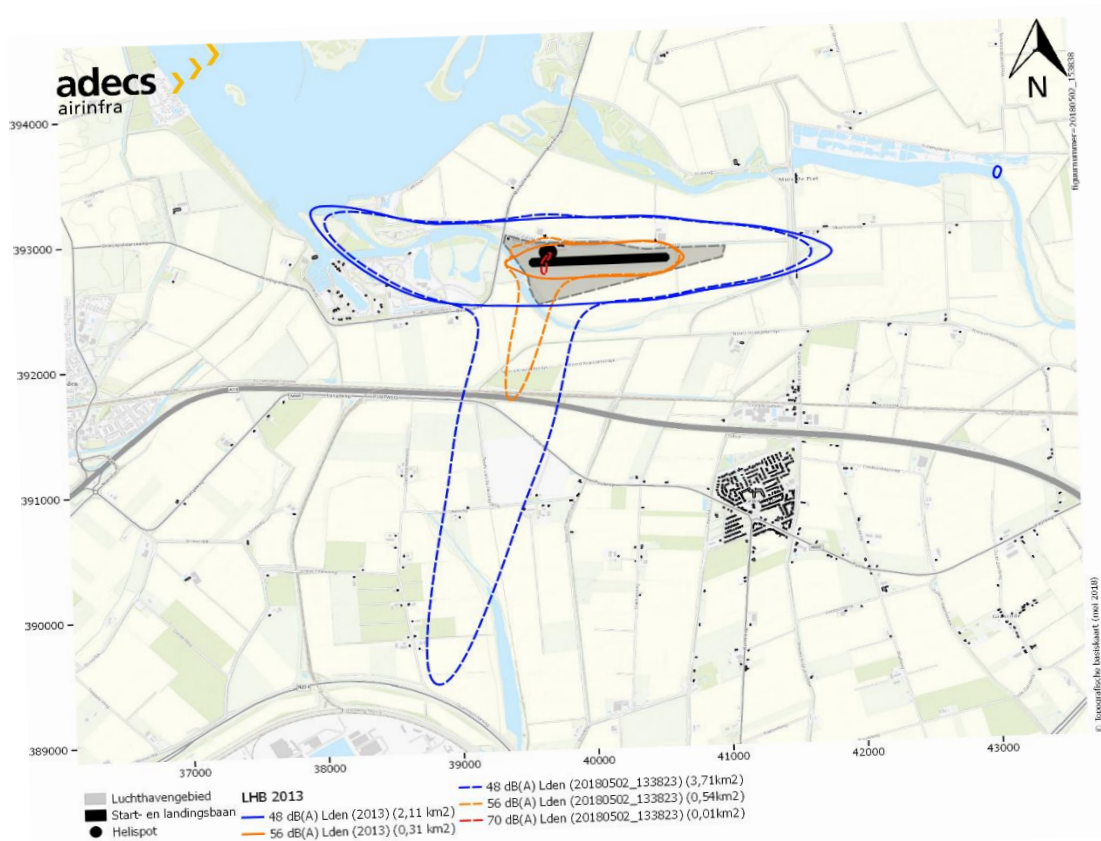 adecs
airinfra
N
figuurnummer=20180502_153838
394000
393000
392000
391000
390000
389000
37000
38000
39000
40000
41000
42000
43000
© Topografische basiskaart (mei 2018)
Luchthavengebied
Start- en landingsbaan
Helispot
LHB 2013
48 dB(A) Lden (2013) (2,11 km2)
56 dB(A) Lden (2013) (0,31 km2)
48 dB(A) Lden (20180502_133823) (3,71km2)
56 dB(A) Lden (20180502_133823) (0,54km2)
70 dB(A) Lden (20180502_133823) (0,01km2)